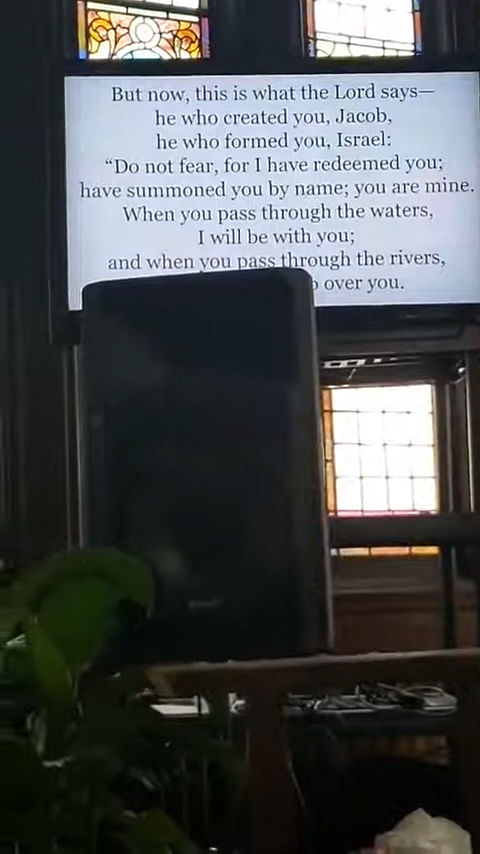 But now, this is what the Lord says—
he who created you, Jacob,
he who formed you, Israel:
“Do not fear, for I have redeemed you;
have summoned you by name; you are mine.
When you pass through the waters,
I will be with you;
and when you pass through the rivers,
over you.